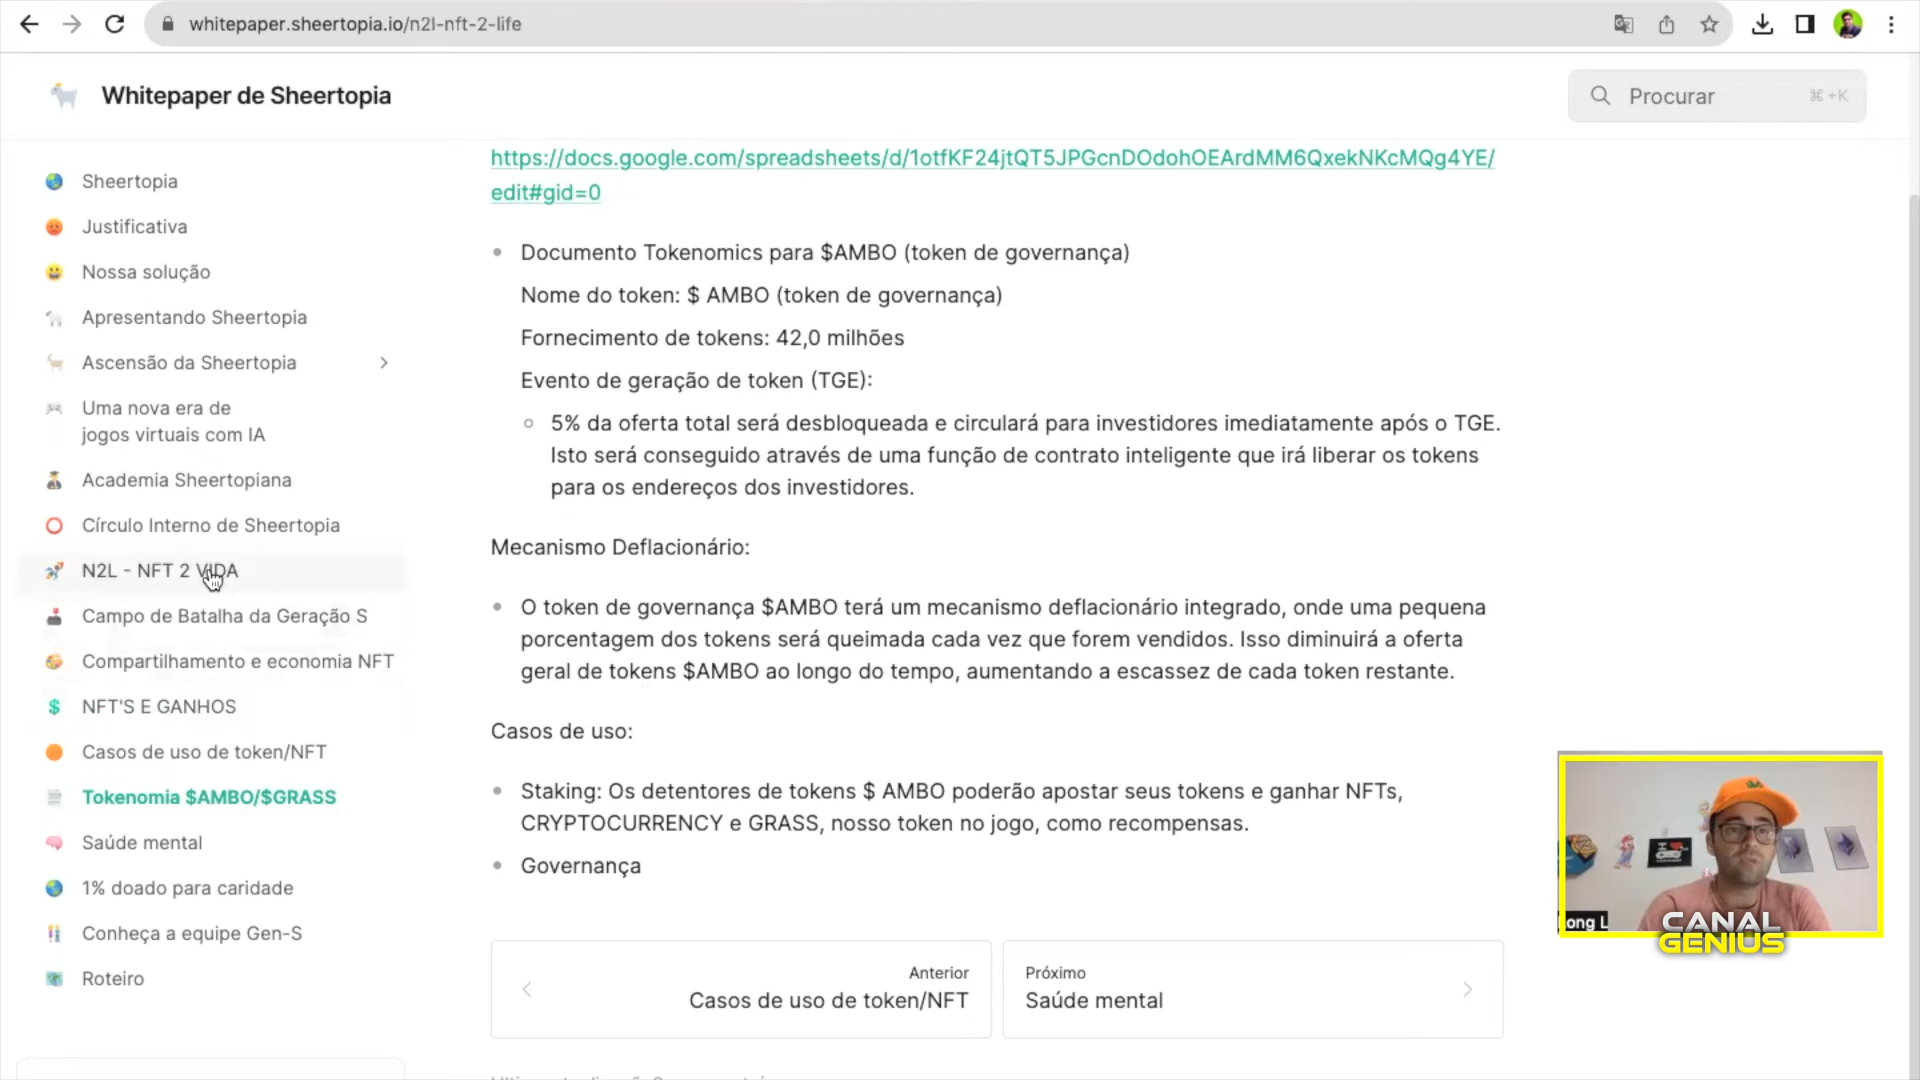 whitepaper.sheertopia.io/n2l-nft-2-life
Whitepaper de Sheertopia
Procurar
⌘ +K
Sheertopia
Justificativa
Nossa solução
Apresentando Sheertopia
Ascensão da Sheertopia
Uma nova era de
jogos virtuais com IA
Academia Sheertopiana
Círculo Interno de Sheertopia
N2L - NFT 2 VIDA
Campo de Batalha da Geração S
Compartilhamento e economia NFT
NFT'S E GANHOS
Casos de uso de token/NFT
Tokenomia $AMBO/$GRASS
Saúde mental
1% doado para caridade
Conheça a equipe Gen-S
Roteiro
https://docs.google.com/spreadsheets/d/1otfKF24jtQT5JPGcnDOdohOEArdMM6QxekNKcMQg4YE/
edit#gid=0
Documento Tokenomics para $AMBO (token de governança)
Nome do token: $ AMBO (token de governança)
Fornecimento de tokens: 42,0 milhões
Evento de geração de token (TGE):
5% da oferta total será desbloqueada e circulará para investidores imediatamente após o TGE.
Isto será conseguido através de uma função de contrato inteligente que irá liberar os tokens
para os endereços dos investidores.
Mecanismo Deflacionário:
O token de governança $AMBO terá um mecanismo deflacionário integrado, onde uma pequena
porcentagem dos tokens será queimada cada vez que forem vendidos. Isso diminuirá a oferta
geral de tokens $AMBO ao longo do tempo, aumentando a escassez de cada token restante.
Casos de uso:
Staking: Os detentores de tokens $ AMBO poderão apostar seus tokens e ganhar NFTs,
CRYPTOCURRENCY e GRASS, nosso token no jogo, como recompensas.
Governança
Anterior
Casos de uso de token/NFT
Próximo
Saúde mental
ong L
CANAL
GENIUS